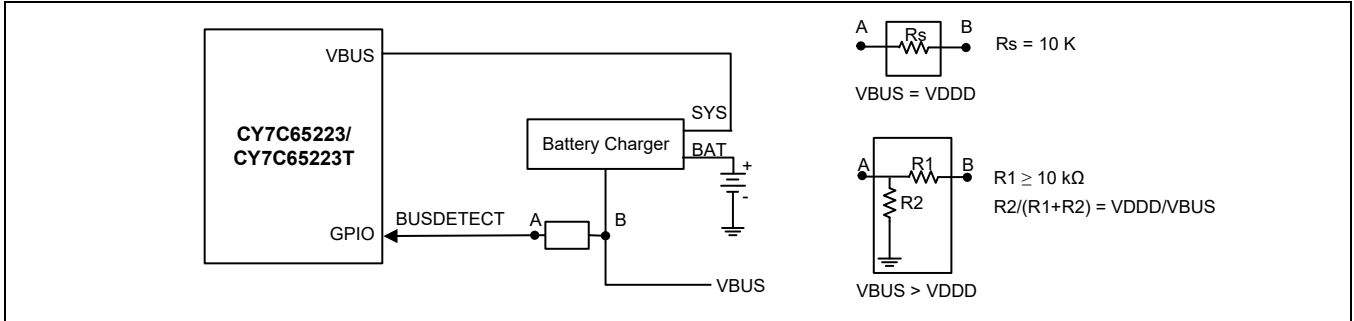 VBUS
CY7C65223/
CY7C65223T
GPIO
BUSDETECT
A
B
SYS
Battery Charger
BAT
+
-
VBUS
A
Rs
B
Rs = 10 K
VBUS = VDDD
A
R1
B
R2
R1 ≥ 10 kΩ
R2/(R1+R2) = VDDD/VBUS
VBUS > VDDD